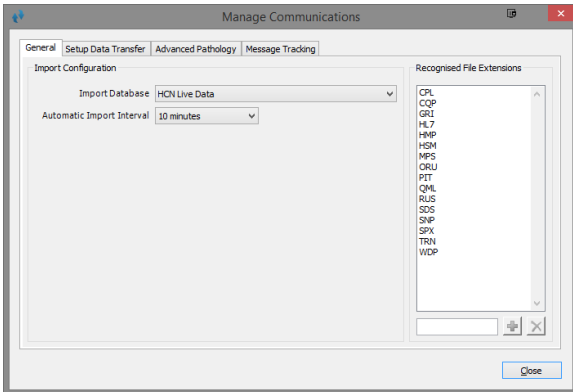 Manage Communications
General Setup Data Transfer Advanced Pathology Message Tracking
Import Configuration
Import Database HCN Live Data
Automatic Import Interval 10 minutes
Recognised File Extensions
CPL
CQP
GRI
HL7
HMP
HSM
MPS
ORU
PIT
QML
RUS
SDS
SNP
SPX
TRN
WDP
Close